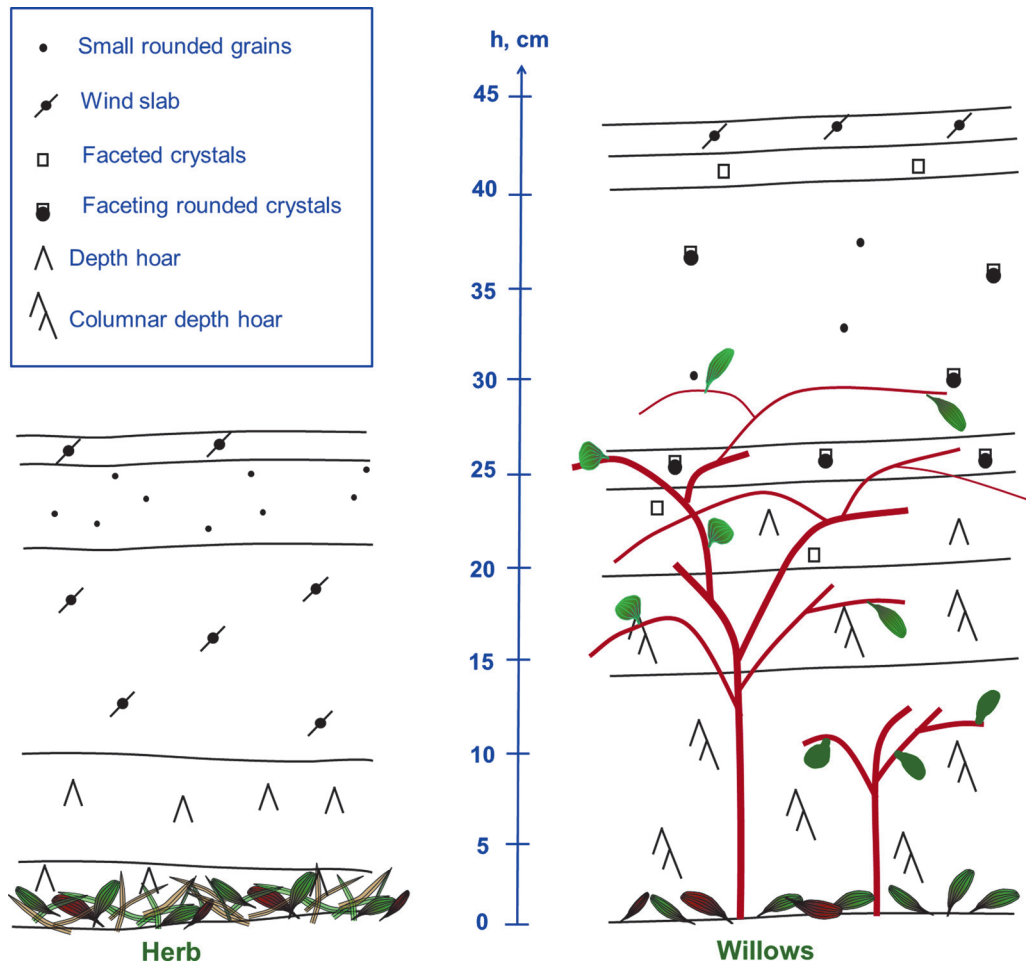 Small rounded grains
Wind slab
Faceted crystals
Faceting rounded crystals
Depth hoar
Columnar depth hoar
h, cm
45
40
35
30
25
20
15
10
5
0
Herb
Willows